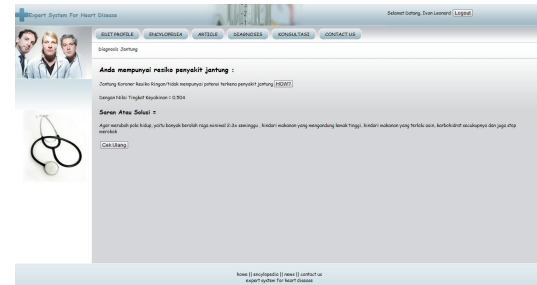 Expert System For Heart Disease
Selamat Datang, Ivan Leonard Logout
EDIT PROFILE ENCYLOPEDIA ARTICLE DIAGNOSIS KONSULTASI CONTACT US
Diagnosis Jantung
Anda mempunyai resiko penyakit jantung :
Jantung Koroner Resiko Ringan/tidak mempunyai potensi terkena penyakit jantung HOW?
Dengan Nilai Tingkat Keyakinan = 0.504
Saran Atau Solusi =
Agar merubah pola hidup, yaitu banyak berolah raga minimal 2-3x seminggu , hindari makanan yang mengandung lemak tinggi, hindari makanan yang terlalu asin, karbohidrat secukupnya dan juga stop
merokok
Cek Ulang
home || encylopedia || news || contact us
expert system for heart disease